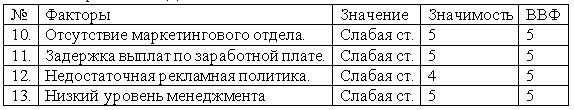 № Факторы Значение Значимость ВВФ
10. Отсутствие маркетингового отдела. Слабая ст. 5 5
11. Задержка выплат по заработной плате. Слабая ст. 5 5
12. Недостаточная рекламная политика. Слабая ст. 4 5
13. Низкий уровень менеджмента Слабая ст. 5 5